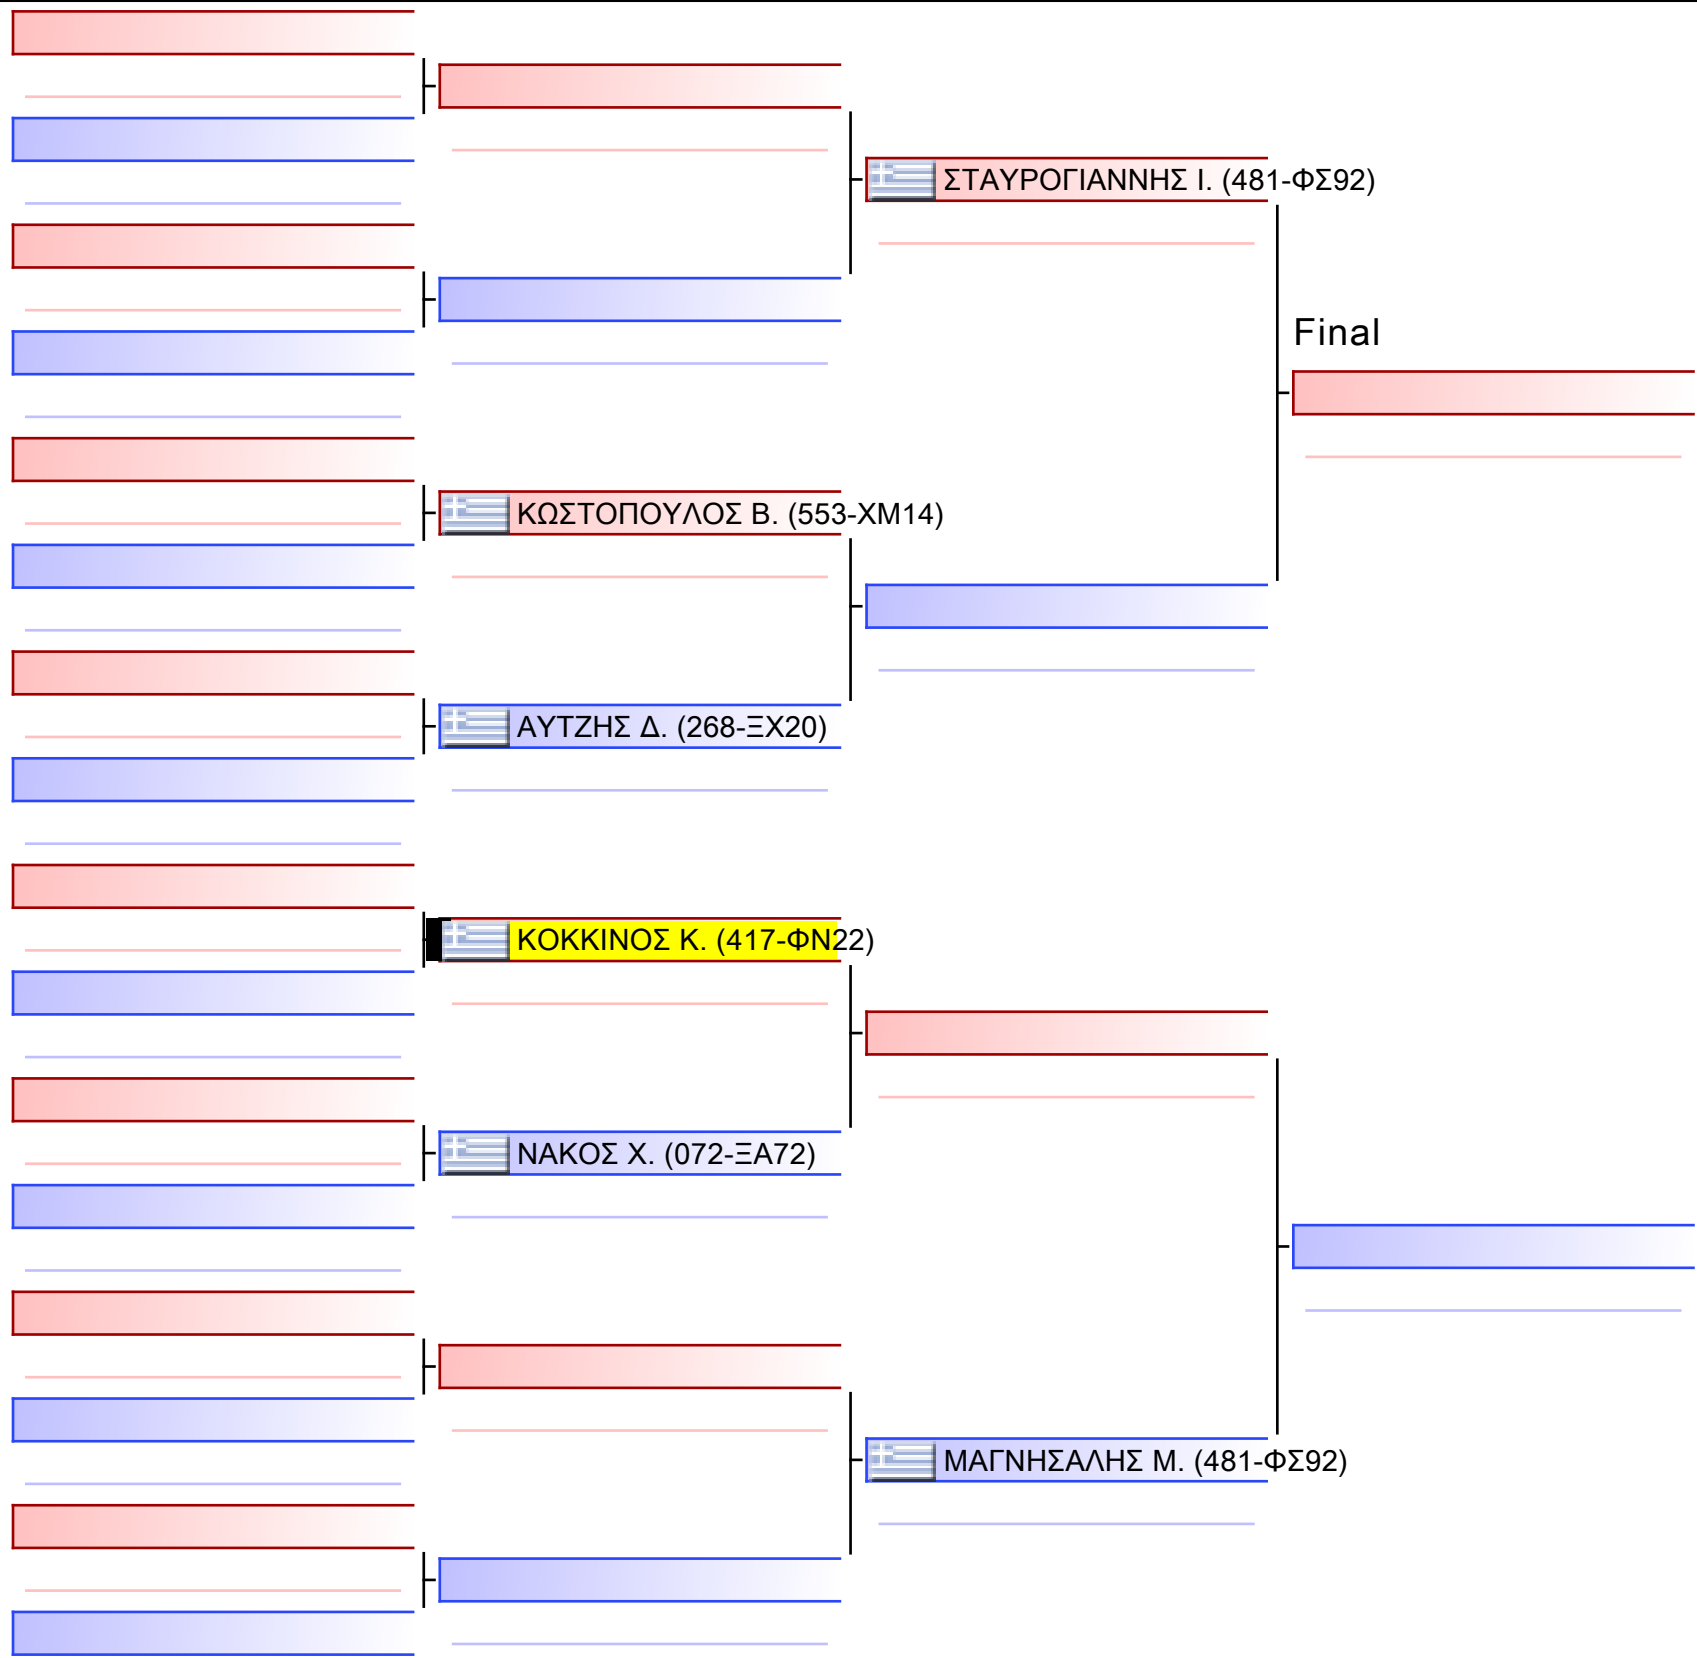 ΣΤΑΥΡΟΓΙΑΝΝΗΣ Ι. (481-ΦΣ92)
Final
ΚΩΣΤΟΠΟΥΛΟΣ Β. (553-ΧΜ14)
ΑΥΤΖΗΣ Δ. (268-ΞΧ20)
ΚΟΚΚΙΝΟΣ Κ. (417-ΦΝ22)
ΝΑΚΟΣ Χ. (072-ΞΑ72)
ΜΑΓΝΗΣΑΛΗΣ Μ. (481-ΦΣ92)